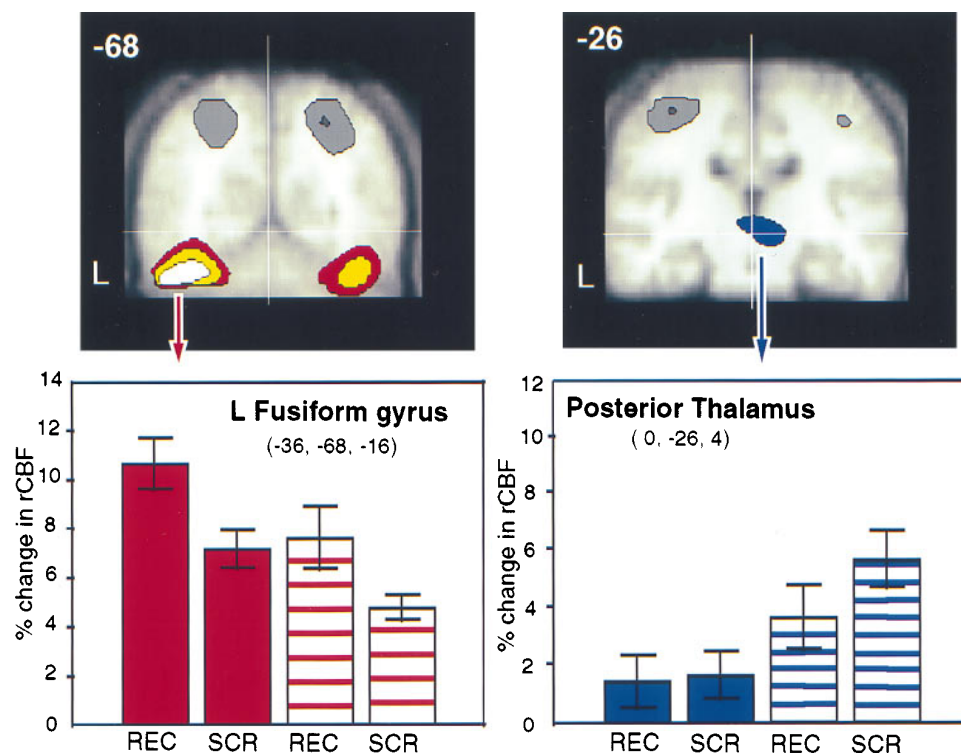 -68
L
-26
L
14
12
10
8
6
4
2
0
% change in rCBF
L Fusiform gyrus
(-36, -68, -16)
REC SCR REC SCR
12
10
8
6
4
2
0
% change in rCBF
Posterior Thalamus
( 0, -26, 4)
REC SCR REC SCR